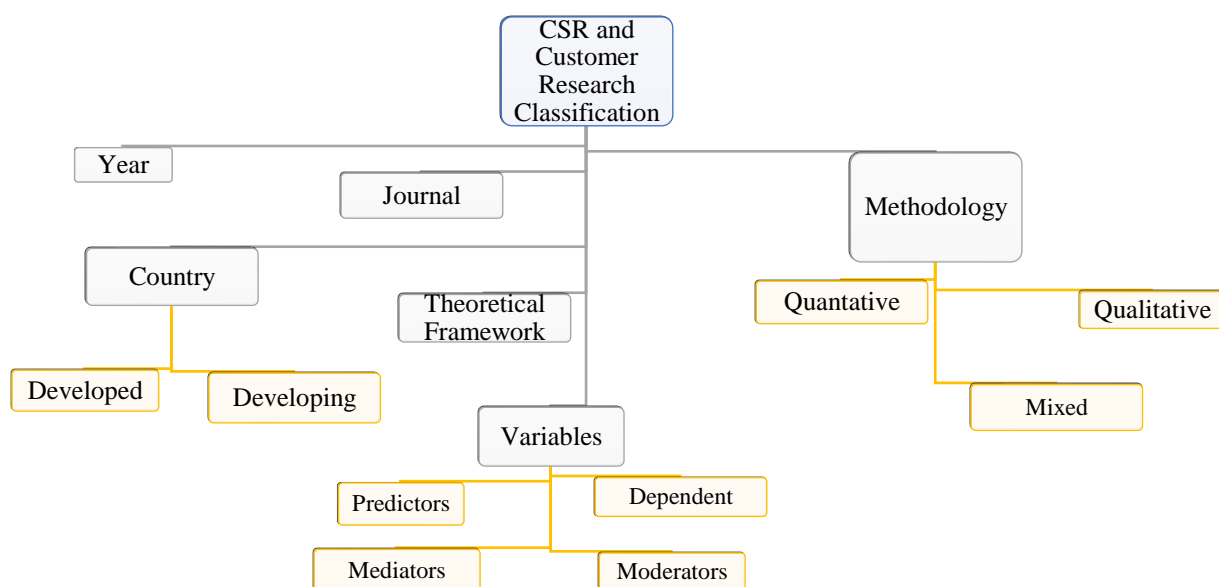 CSR and
Customer
Research
Classification
Year
Journal
Methodology
Country
Theoretical
Framework
Quantative
Qualitative
Developed
Developing
Mixed
Variables
Predictors
Dependent
Mediators
Moderators